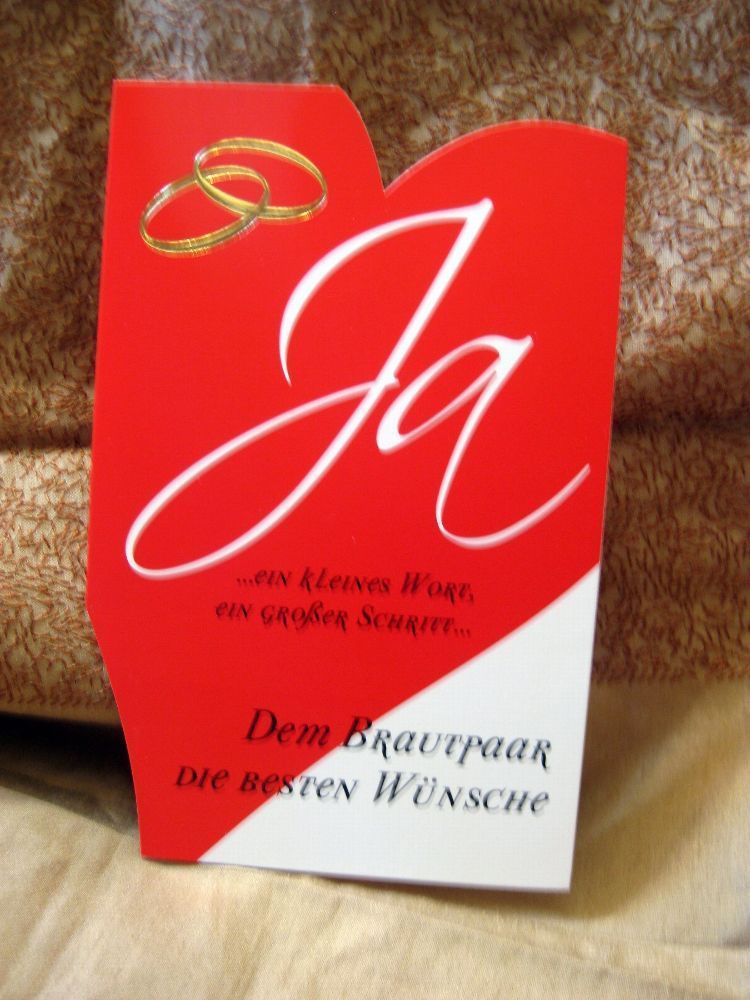 Ja
...ein kleines Wort,
ein großer Schritt...
Dem Brautpaar
die besten Wünsche